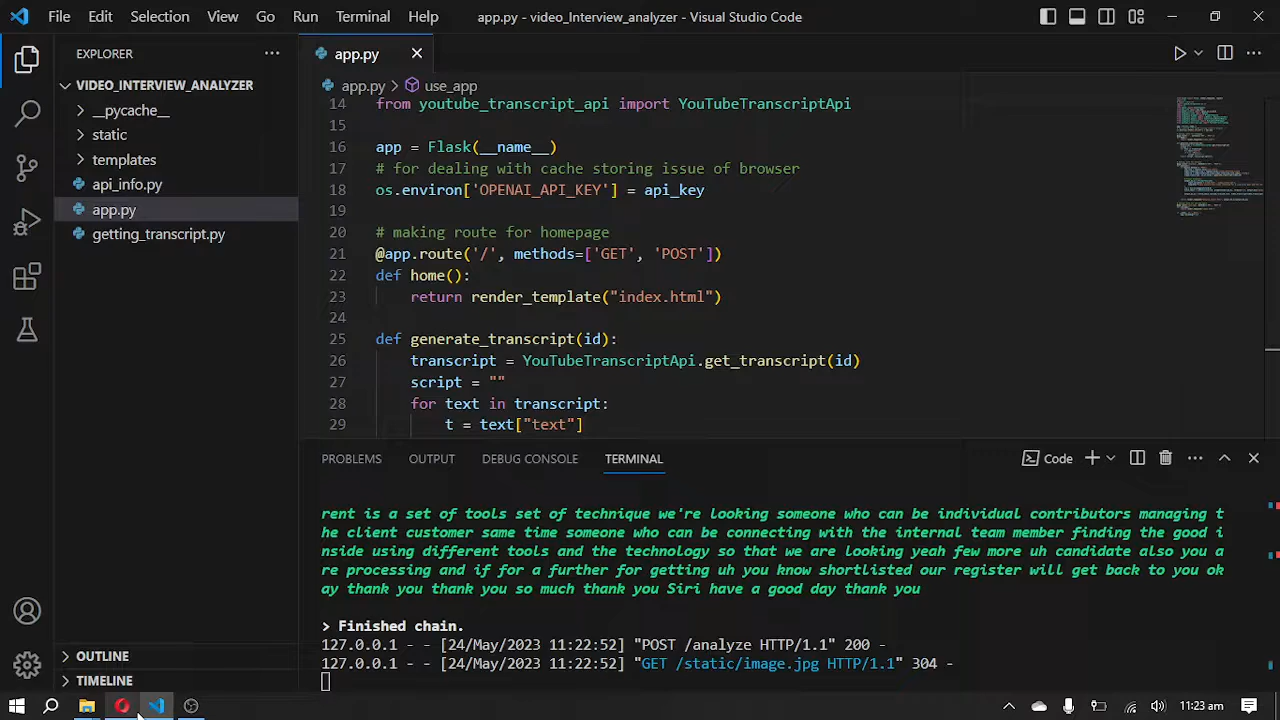 File Edit Selection View Go Run Terminal Help app.py - video_Interview_analyzer - Visual Studio Code
EXPLORER
VIDEO_INTERVIEW_ANALYZER
__pycache__
static
templates
api_info.py
app.py
getting_transcript.py
OUTLINE
TIMELINE
app.py
app.py use_app
14 from youtube_transcript_api import YouTubeTranscriptApi
15
16 app = Flask(__name__)
17 # for dealing with cache storing issue of browser
18 os.environ['OPENAI_API_KEY'] = api_key
19
20 # making route for homepage
21 @app.route('/', methods=['GET', 'POST'])
22 def home():
23 return render_template("index.html")
24
25 def generate_transcript(id):
26 transcript = YouTubeTranscriptApi.get_transcript(id)
27 script = ""
28 for text in transcript:
29 t = text["text"]
PROBLEMS OUTPUT DEBUG CONSOLE TERMINAL Code
rent is a set of tools set of technique we're looking someone who can be individual contributors managing t
he client customer same time someone who can be connecting with the internal team member finding the good i
nside using different tools and the technology so that we are looking yeah few more uh candidate also you a
re processing and if for a further for getting uh you know shortlisted our register will get back to you ok
ay thank you thank you so much thank you Siri have a good day thank you
> Finished chain.
127.0.0.1 - - [24/May/2023 11:22:52] "POST /analyze HTTP/1.1" 200 -
127.0.0.1 - - [24/May/2023 11:22:52] "GET /static/image.jpg HTTP/1.1" 304 -
11:23 am